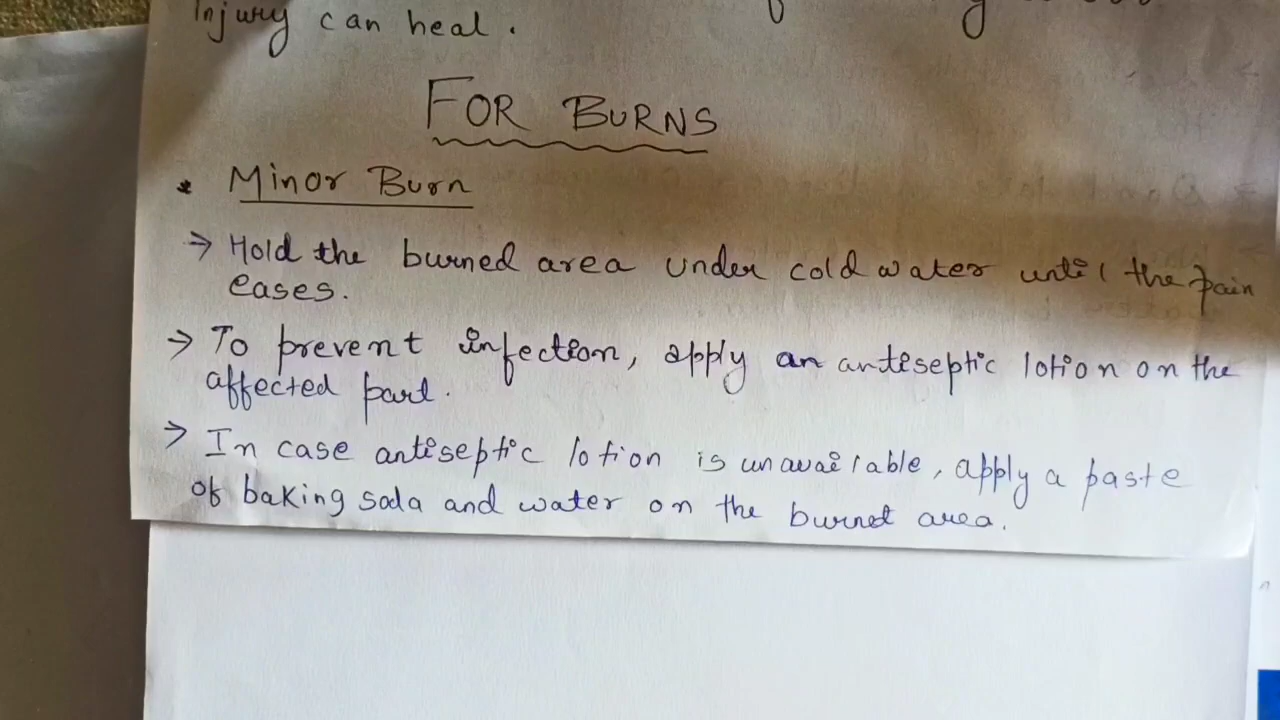 Injury can heal.
FOR BURNS
* Minor Burn
→ Hold the burned area under cold water until the pain
eases.
→ To prevent infection, apply an antiseptic lotion on the
affected part.
→ In case antiseptic lotion is unavailable, apply a paste
of baking soda and water on the burnet area.